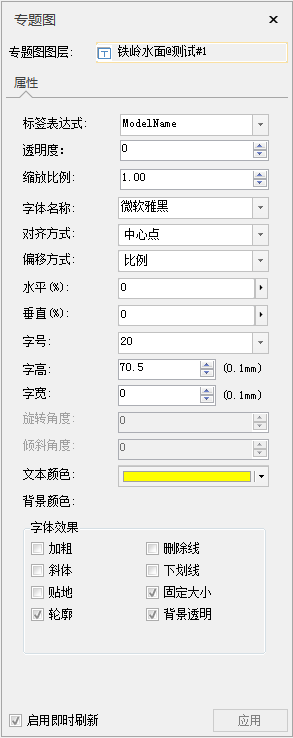 专题图
专题图图层: 铁岭水面@测试#1
属性
标签表达式: ModelName
透明度: 0
缩放比例: 1.00
字体名称: 微软雅黑
对齐方式: 中心点
偏移方式: 比例
水平(%): 0
垂直(%): 0
字号: 20
字高: 70.5 (0.1mm)
字宽: 0 (0.1mm)
旋转角度: 0
倾斜角度: 0
文本颜色:
背景颜色:
字体效果
加粗 删除线
斜体 下划线
贴地 固定大小
轮廓 背景透明
启用即时刷新 应用